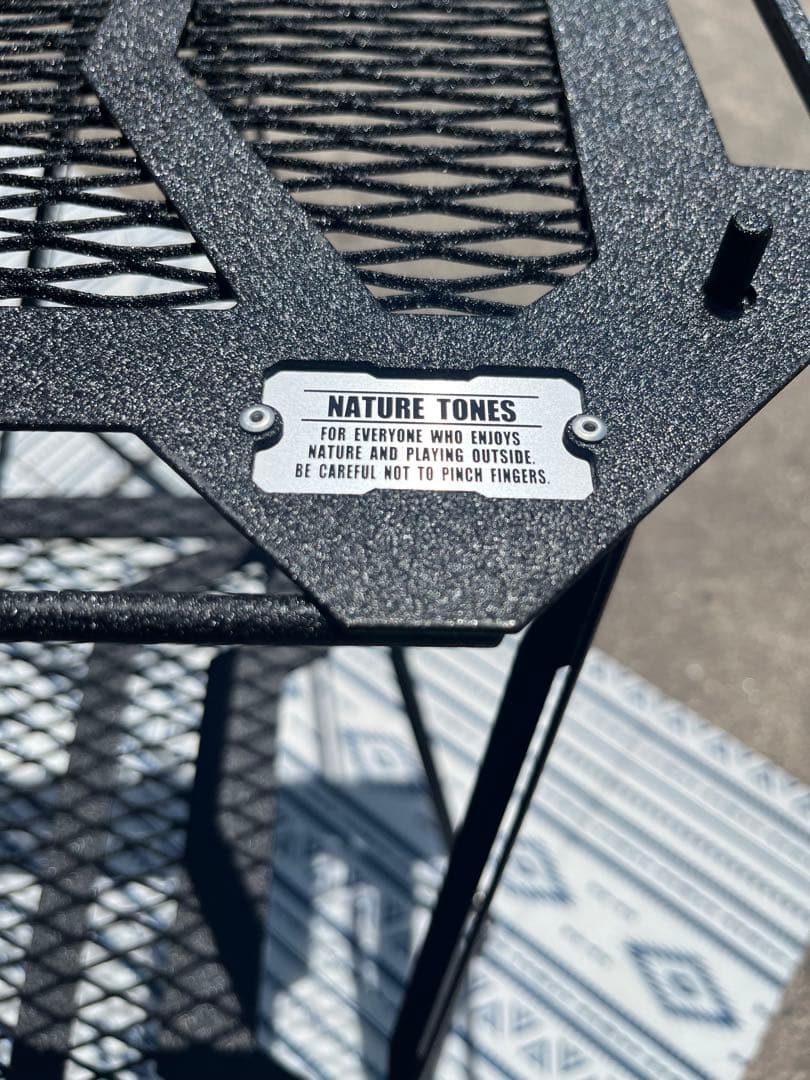 NATURE TONES
FOR EVERYONE WHO ENJOYS
NATURE AND PLAYING OUTSIDE.
BE CAREFUL NOT TO PINCH FINGERS.